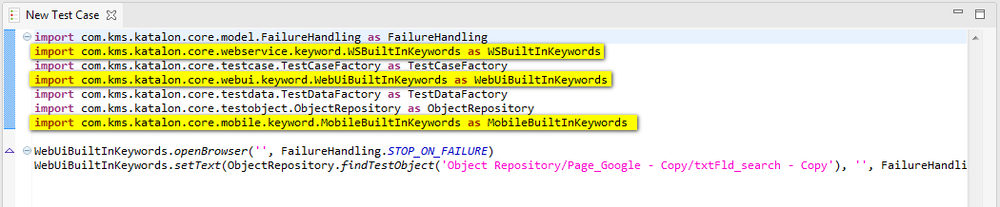 New Test Case
import com.kms.katalon.core.model.FailureHandling as FailureHandling
import com.kms.katalon.core.webservice.keyword.WSBuiltInKeywords as WSBuiltInKeywords
import com.kms.katalon.core.testcase.TestCaseFactory as TestCaseFactory
import com.kms.katalon.core.webui.keyword.WebUiBuiltInKeywords as WebUiBuiltInKeywords
import com.kms.katalon.core.testdata.TestDataFactory as TestDataFactory
import com.kms.katalon.core.testobject.ObjectRepository as ObjectRepository
import com.kms.katalon.core.mobile.keyword.MobileBuiltInKeywords as MobileBuiltInKeywords
WebUiBuiltInKeywords.openBrowser('', FailureHandling.STOP_ON_FAILURE)
WebUiBuiltInKeywords.setText(ObjectRepository.findTestObject('Object Repository/Page_Google - Copy/txtFld_search - Copy'), '', FailureHandli